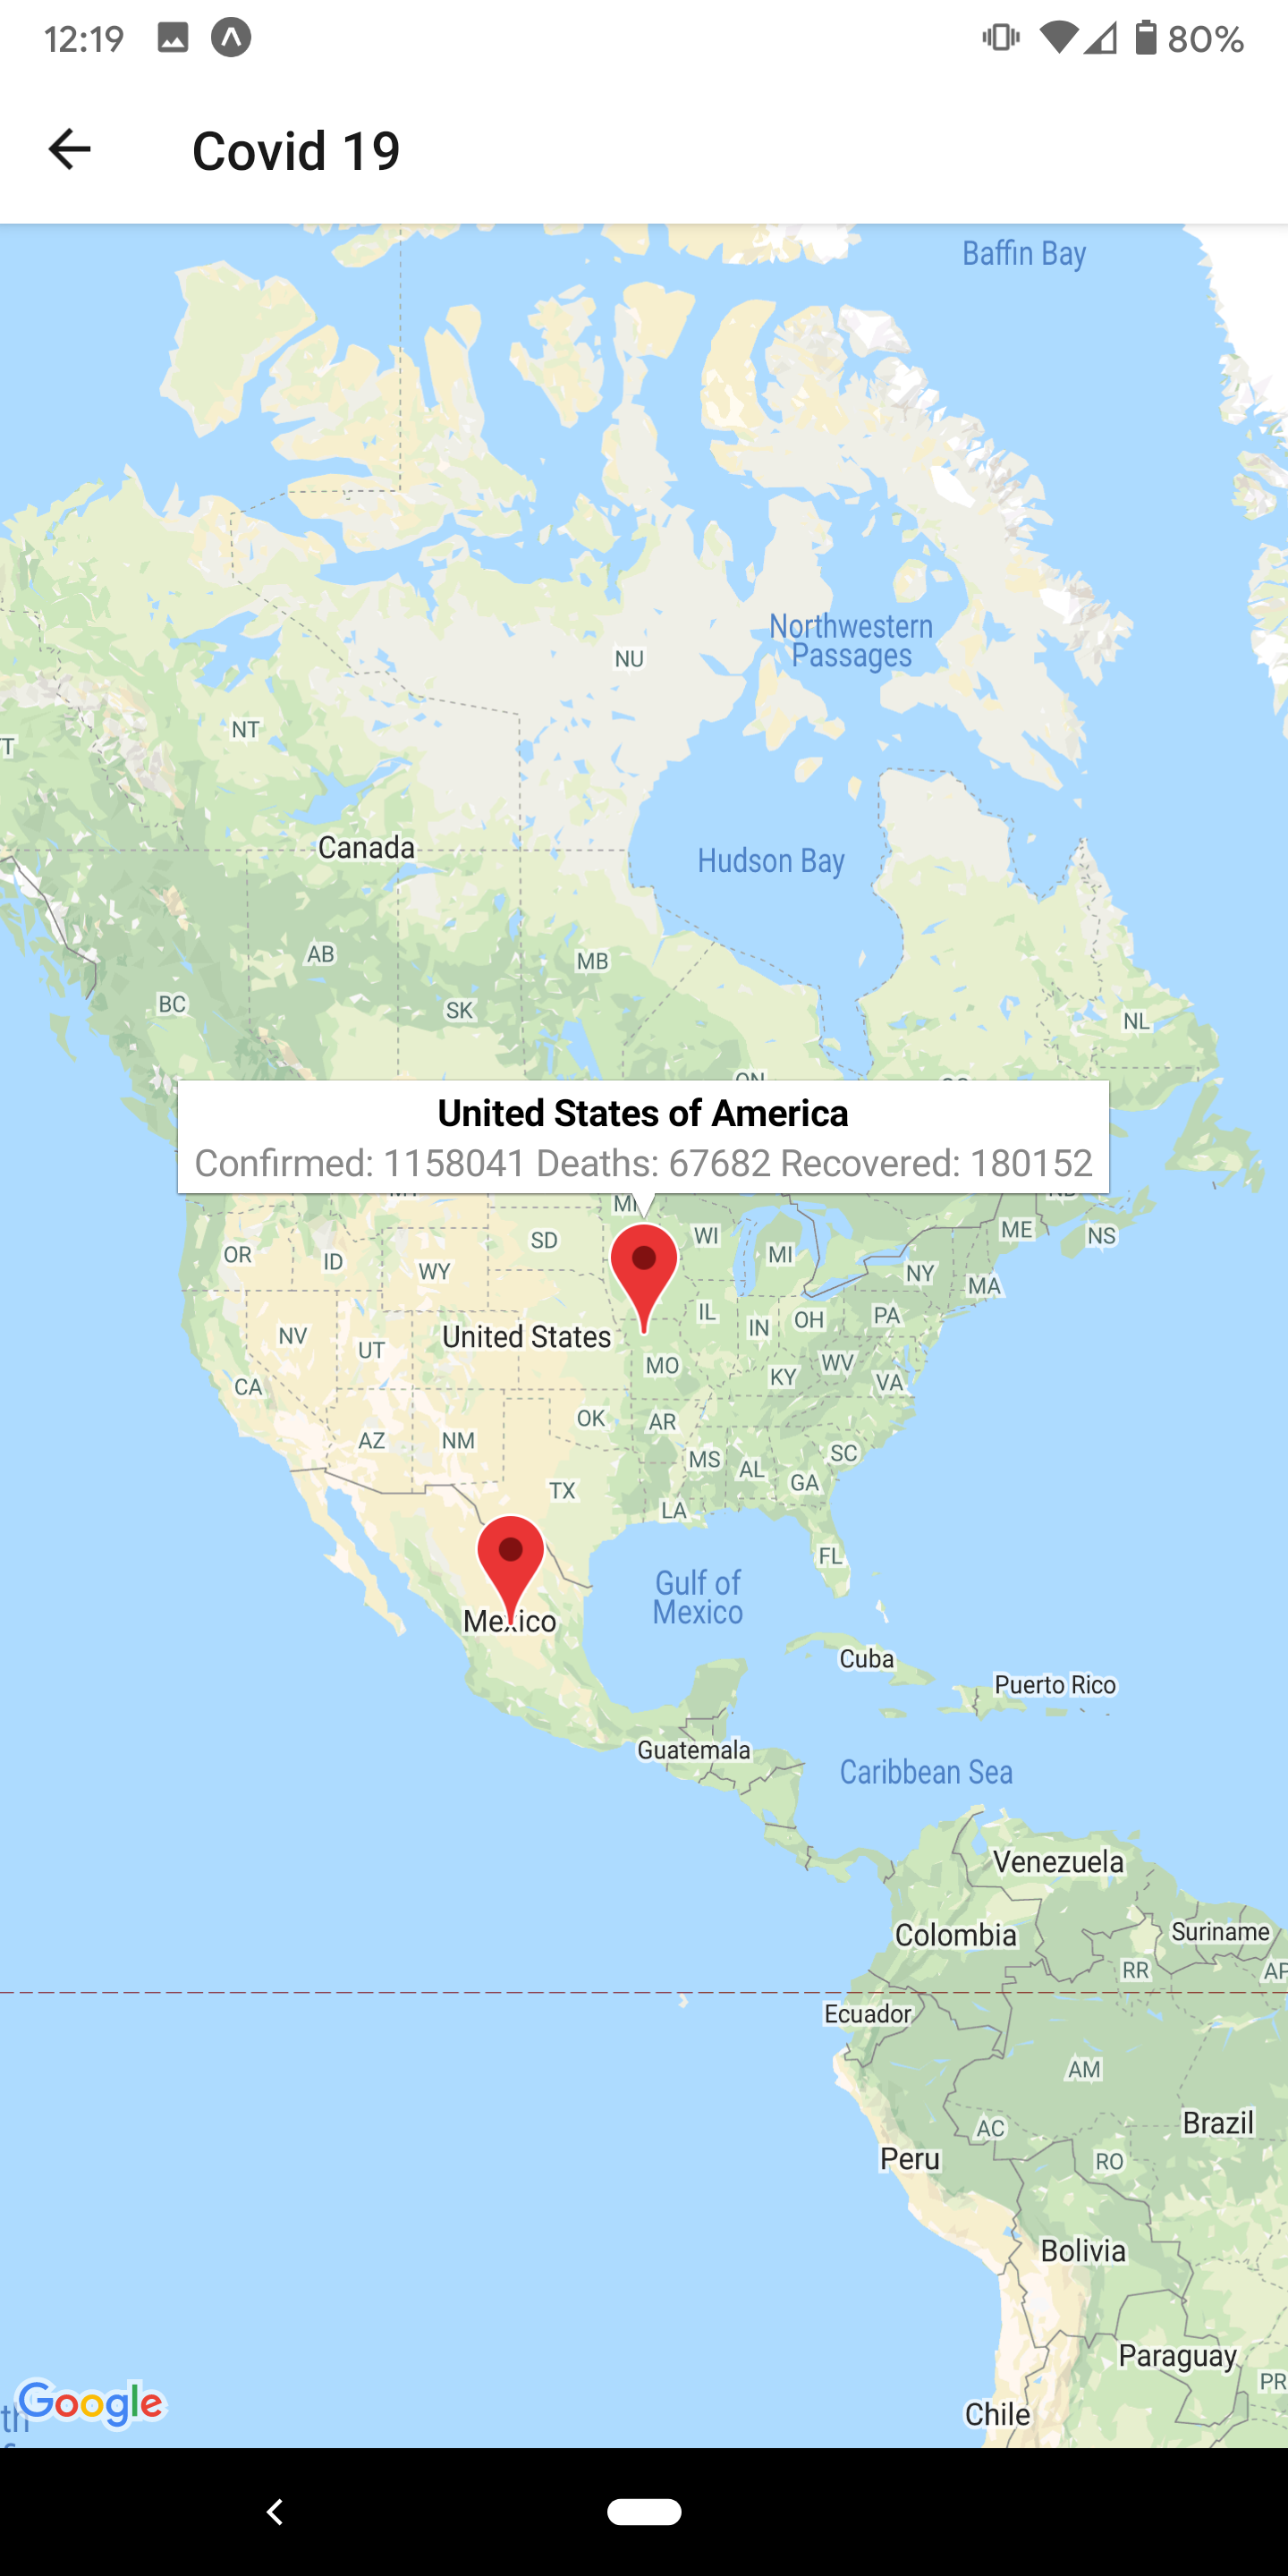 12:19
80%
Covid 19
Baffin Bay
Northwestern
Passages
NU
NT
Canada
Hudson Bay
AB
MB
BC
SK
NL
United States of America
Confirmed: 1158041 Deaths: 67682 Recovered: 180152
WI
ME
NS
OR
ID
SD
WY
MI
NY
MA
IL
IN
OH
PA
NV
UT
United States
MO
KY
WV
VA
CA
OK
AR
AZ
NM
MS
AL
SC
GA
TX
LA
FL
Gulf of
Mexico
Mexico
Cuba
Puerto Rico
Guatemala
Caribbean Sea
Venezuela
Colombia
Suriname
RR
AP
Ecuador
AM
AC
Brazil
Peru
RO
Bolivia
Paraguay
PR
Google
th
Chile